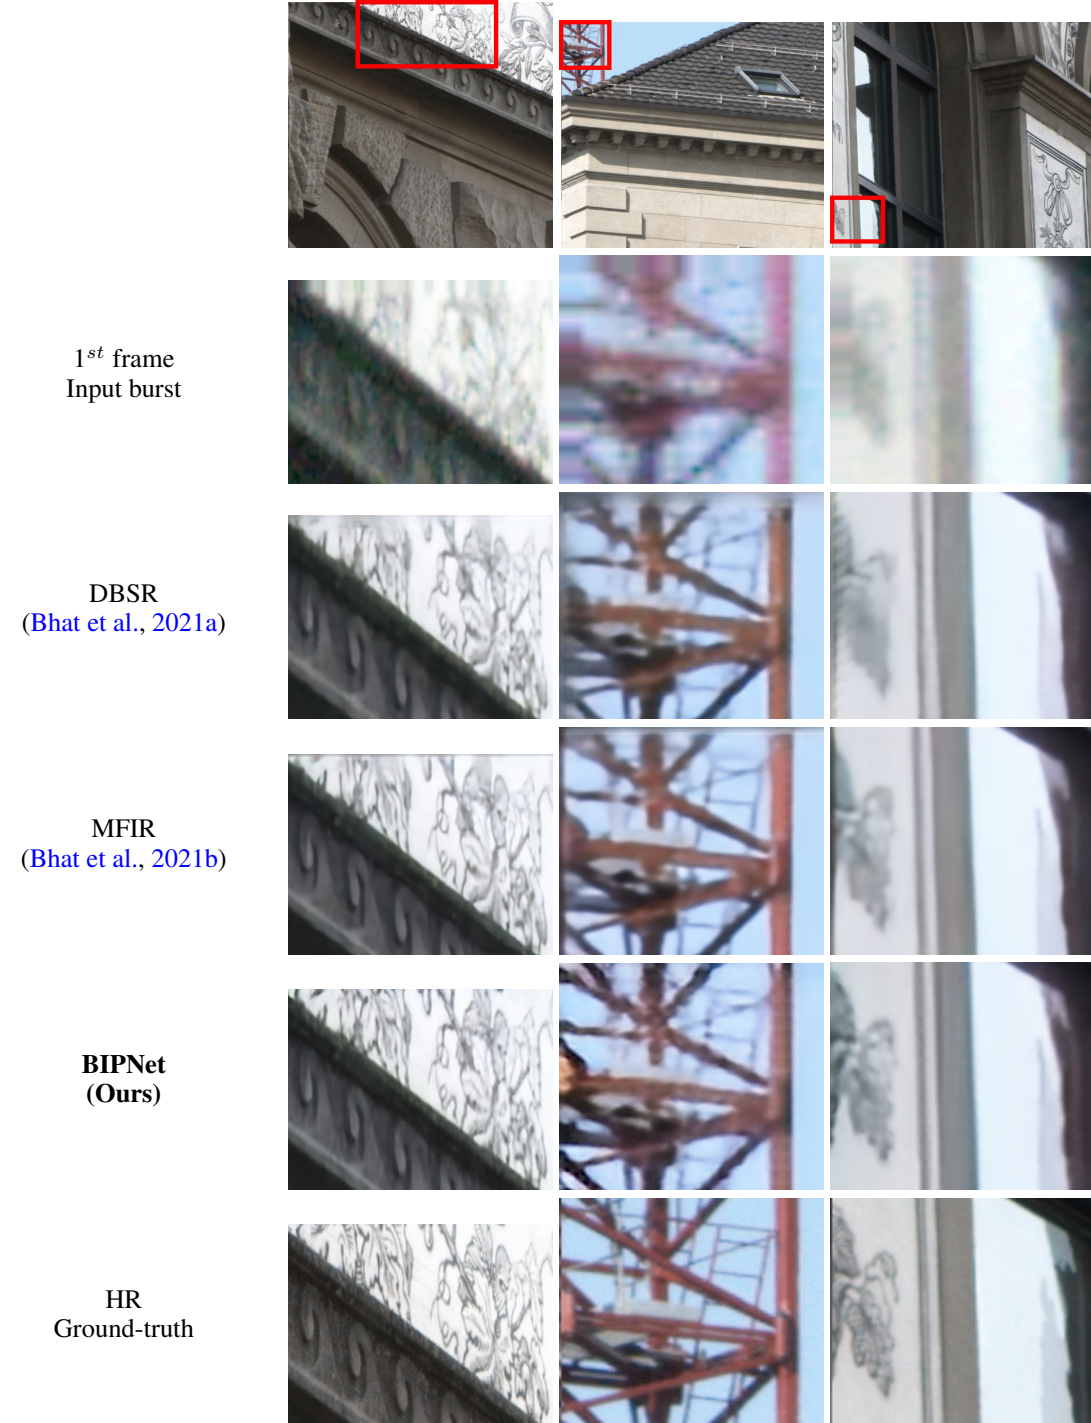 1st frame
Input burst
DBSR
(Bhat et al., 2021a)
MFIR
(Bhat et al., 2021b)
BIPNet
(Ours)
HR
Ground-truth